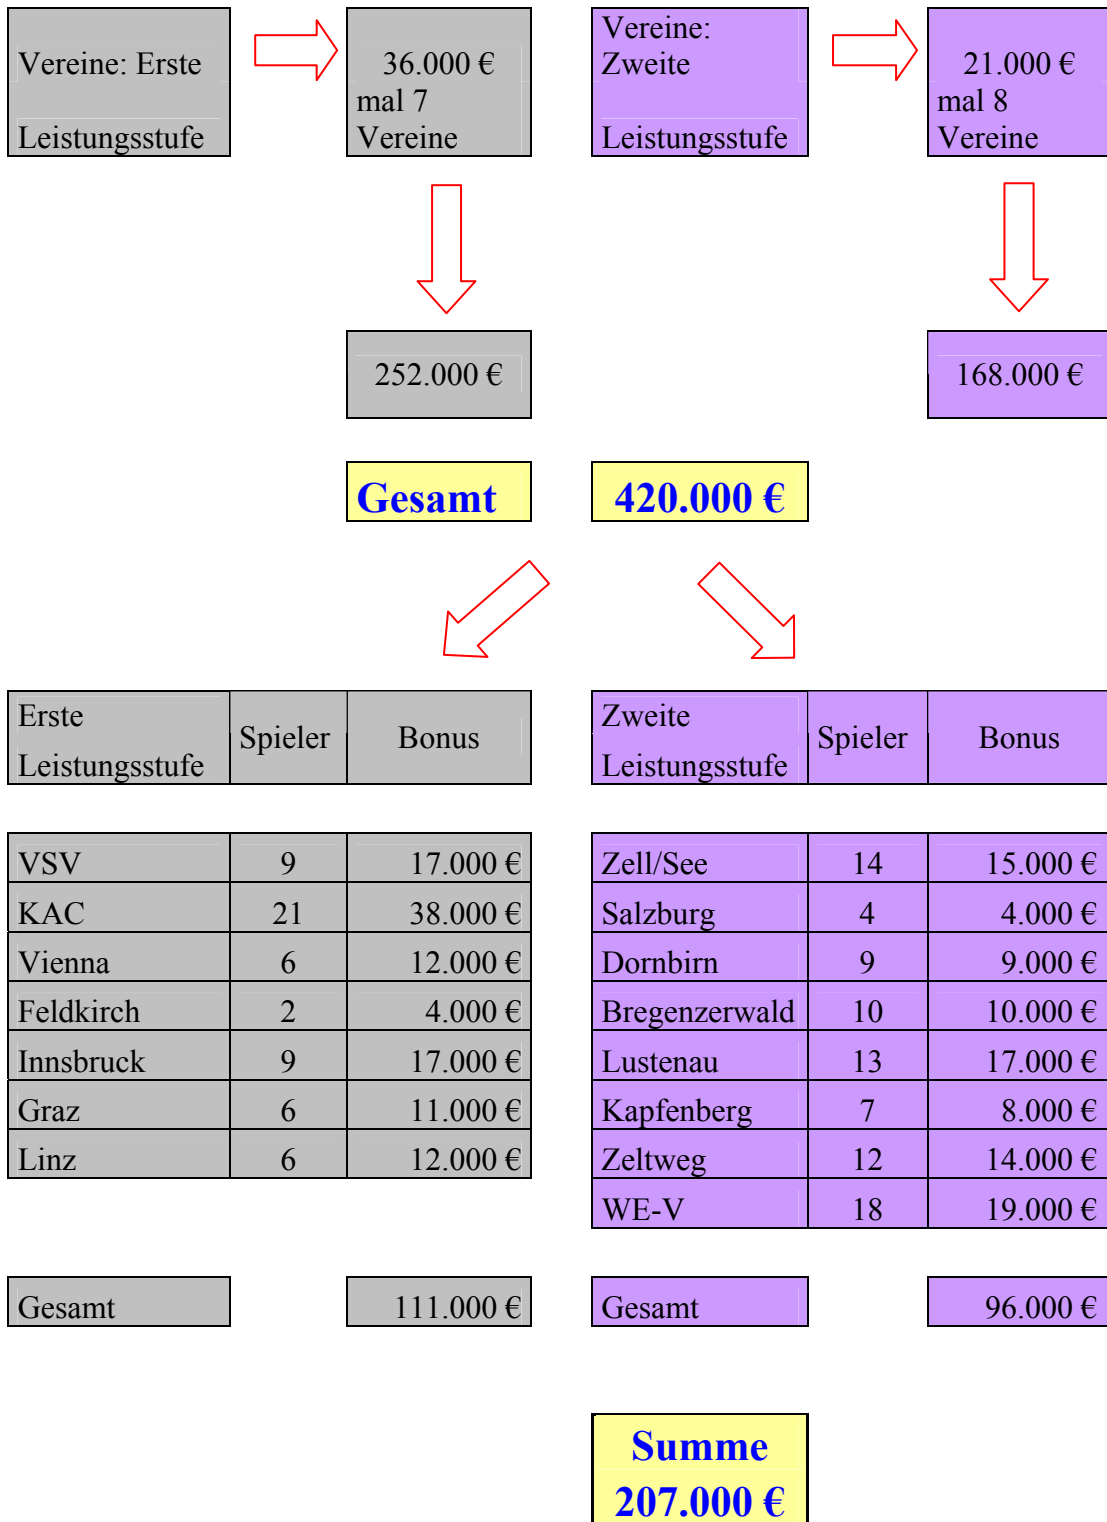 Vereine: Erste
Leistungsstufe
36.000 €
mal 7
Vereine
Vereine:
Zweite
Leistungsstufe
21.000 €
mal 8
Vereine
252.000 €
168.000 €
Gesamt 420.000 €
Erste
Leistungsstufe
Spieler Bonus
Zweite
Leistungsstufe
Spieler Bonus
VSV 9 17.000 €
KAC 21 38.000 €
Vienna 6 12.000 €
Feldkirch 2 4.000 €
Innsbruck 9 17.000 €
Graz 6 11.000 €
Linz 6 12.000 €
Gesamt 111.000 €
Zell/See 14 15.000 €
Salzburg 4 4.000 €
Dornbirn 9 9.000 €
Bregenzerwald 10 10.000 €
Lustenau 13 17.000 €
Kapfenberg 7 8.000 €
Zeltweg 12 14.000 €
WE-V 18 19.000 €
Gesamt 96.000 €
Summe
207.000 €